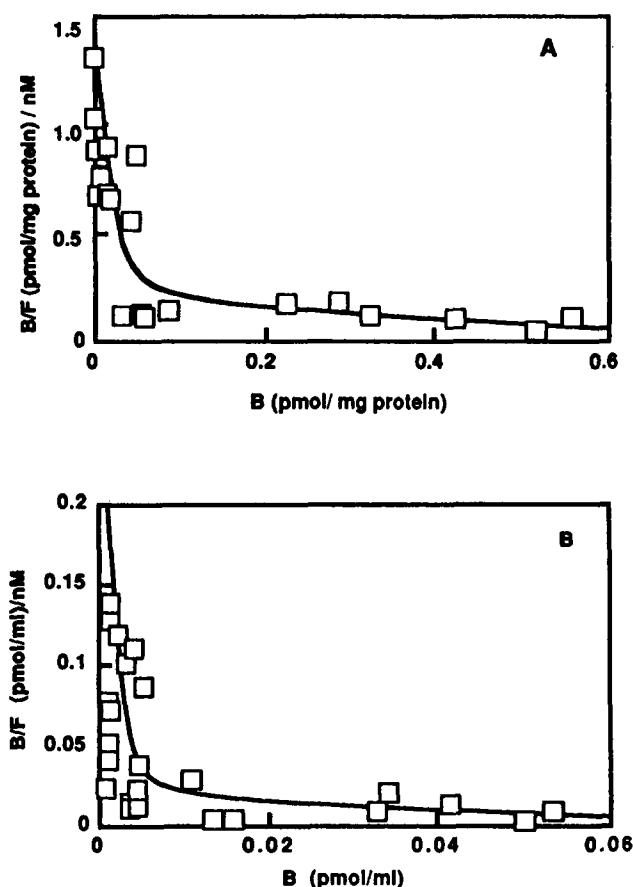 A
1.5
1.0
0.5
0
B/F (pmol/mg protein) / nM
0 0.2 0.4 0.6
B (pmol/ mg protein)
B
0.2
0.15
0.1
0.05
0
B/F (pmol/ml)/nM
0 0.02 0.04 0.06
B (pmol/ml)